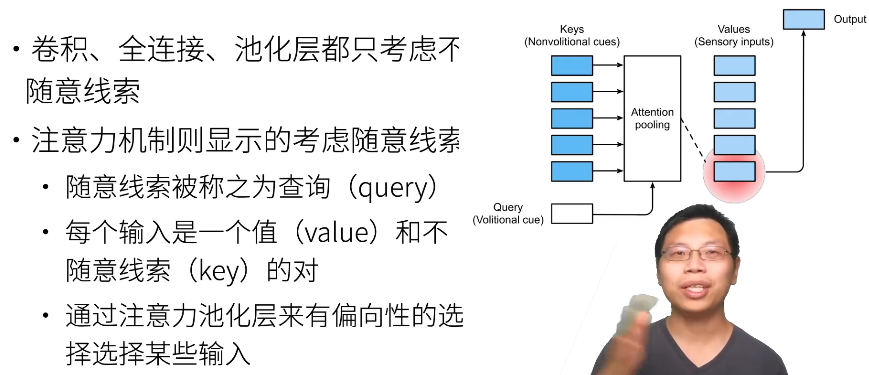 • 卷积、全连接、池化层都只考虑不
随意线索
• 注意力机制则显示的考虑随意线索
• 随意线索被称之为查询（query）
• 每个输入是一个值（value）和不
随意线索（key）的对
• 通过注意力池化层来有偏向性的选
择选择某些输入
Keys
(Nonvolitional cues)
Attention
pooling
Query
(Volitional cue)
Values
(Sensory inputs)
Output